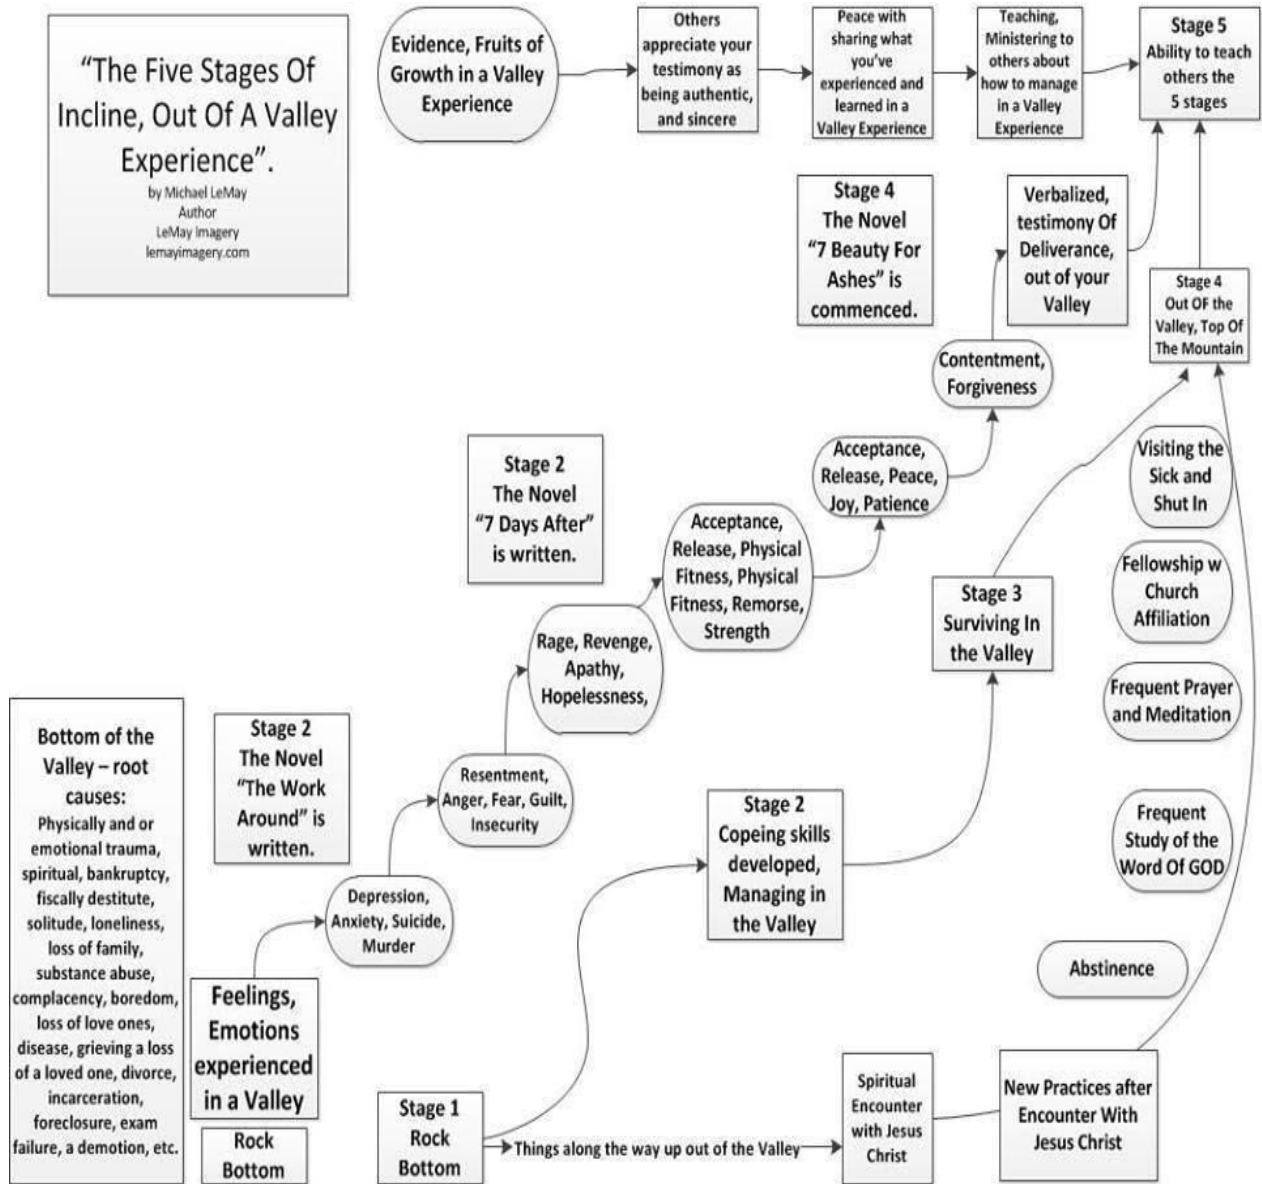 “The Five Stages Of
Incline, Out Of A Valley
Experience”.
by Michael LeMay
Author
LeMay Imagery
lemayimagery.com
Evidence, Fruits of
Growth in a Valley
Experience
Others
appreciate your
testimony as
being authentic,
and sincere
Peace with
sharing what
you’ve
experienced and
learned in a
Valley Experience
Teaching,
Ministering to
others about
how to manage
in a Valley
Experience
Stage 5
Ability to teach
others the
5 stages
Stage 4
The Novel
“7 Beauty For
Ashes” is
commenced.
Verbalized,
testimony Of
Deliverance,
out of your
Valley
Stage 4
Out OF the
Valley, Top Of
The Mountain
Contentment,
Forgiveness
Stage 2
The Novel
“7 Days After”
is written.
Acceptance,
Release, Peace,
Joy, Patience
Visiting the
Sick and
Shut In
Acceptance,
Release, Physical
Fitness, Physical
Fitness, Remorse,
Strength
Fellowship w
Church
Affiliation
Stage 3
Surviving In
the Valley
Rage, Revenge,
Apathy,
Hopelessness,
Frequent Prayer
and Meditation
Bottom of the
Valley – root
causes:
Physically and or
emotional trauma,
spiritual, bankruptcy,
fiscally destitute,
solitude, loneliness,
loss of family,
substance abuse,
complacency, boredom,
loss of love ones,
disease, grieving a loss
of a loved one, divorce,
incarceration,
foreclosure, exam
failure, a demotion, etc.
Stage 2
The Novel
“The Work
Around” is
written.
Resentment,
Anger, Fear, Guilt,
Insecurity
Stage 2
Copeing skills
developed,
Managing in
the Valley
Frequent
Study of the
Word Of GOD
Depression,
Anxiety, Suicide,
Murder
Abstinence
Feelings,
Emotions
experienced
in a Valley
Rock
Bottom
Stage 1
Rock
Bottom
Things along the way up out of the Valley
Spiritual
Encounter
with Jesus
Christ
New Practices after
Encounter With
Jesus Christ